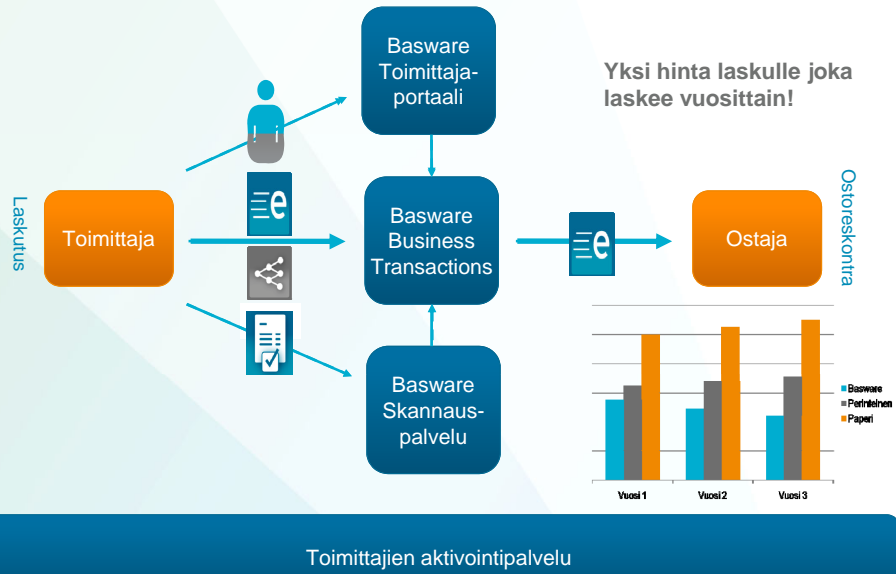 Basware
Toimittaja-
portaali
Yksi hinta laskulle joka
laskee vuosittain!
Laskutus
Toimittaja
e
Basware
Business
Transactions
e
Ostaja
Ostoreskontra
Basware
Skannaus-
palvelu
Basware
Perinteinen
Paperi
Vuosi 1
Vuosi 2
Vuosi 3
Toimittajien aktivointipalvelu